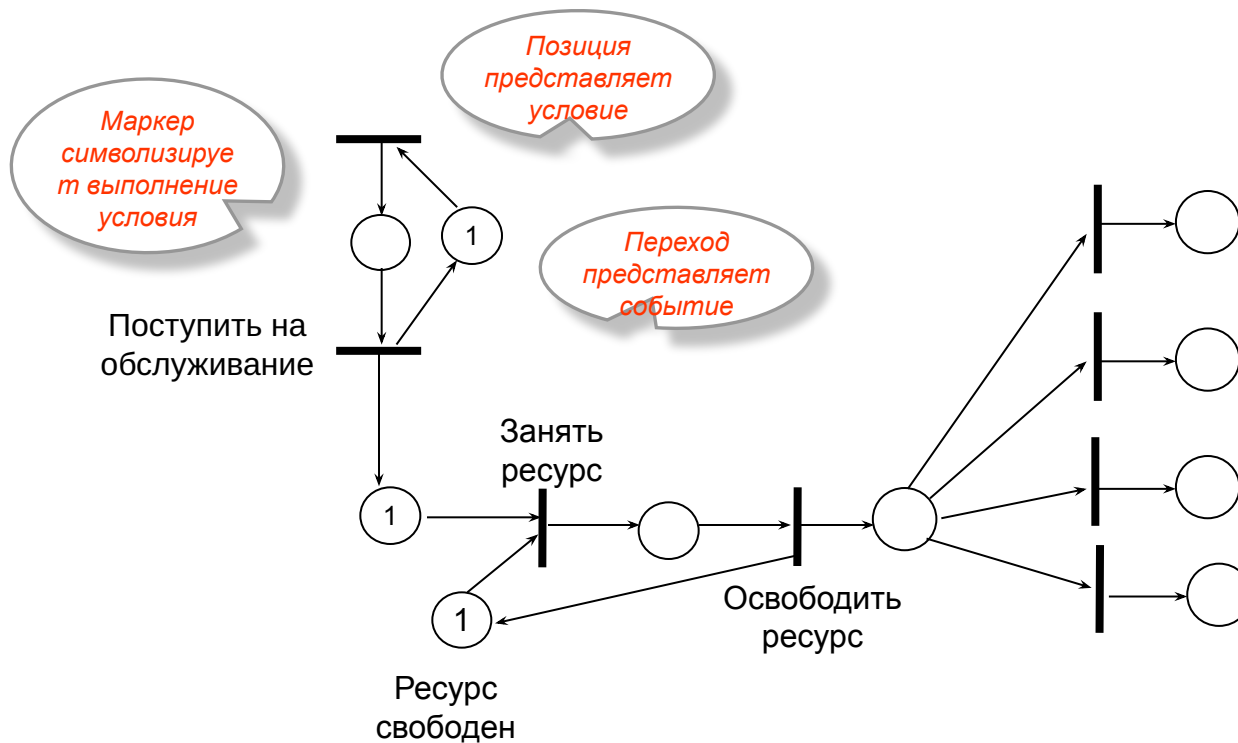 Позиция
представляет
условие
Маркер
символизируе
т выполнение
условия
1
Переход
представляет
событие
Поступить на
обслуживание
Занять
ресурс
1
1
Освободить
ресурс
Ресурс
свободен